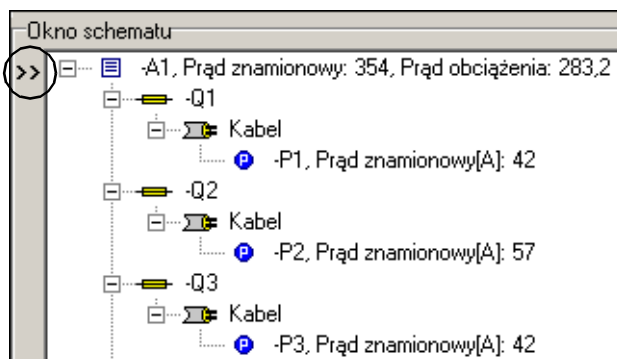 Okno schematu
>> -A1, Prąd znamionowy: 354, Prąd obciążenia: 283,2
-Q1
Kabel
P -P1, Prąd znamionowy[A]: 42
-Q2
Kabel
P -P2, Prąd znamionowy[A]: 57
-Q3
Kabel
P -P3, Prąd znamionowy[A]: 42